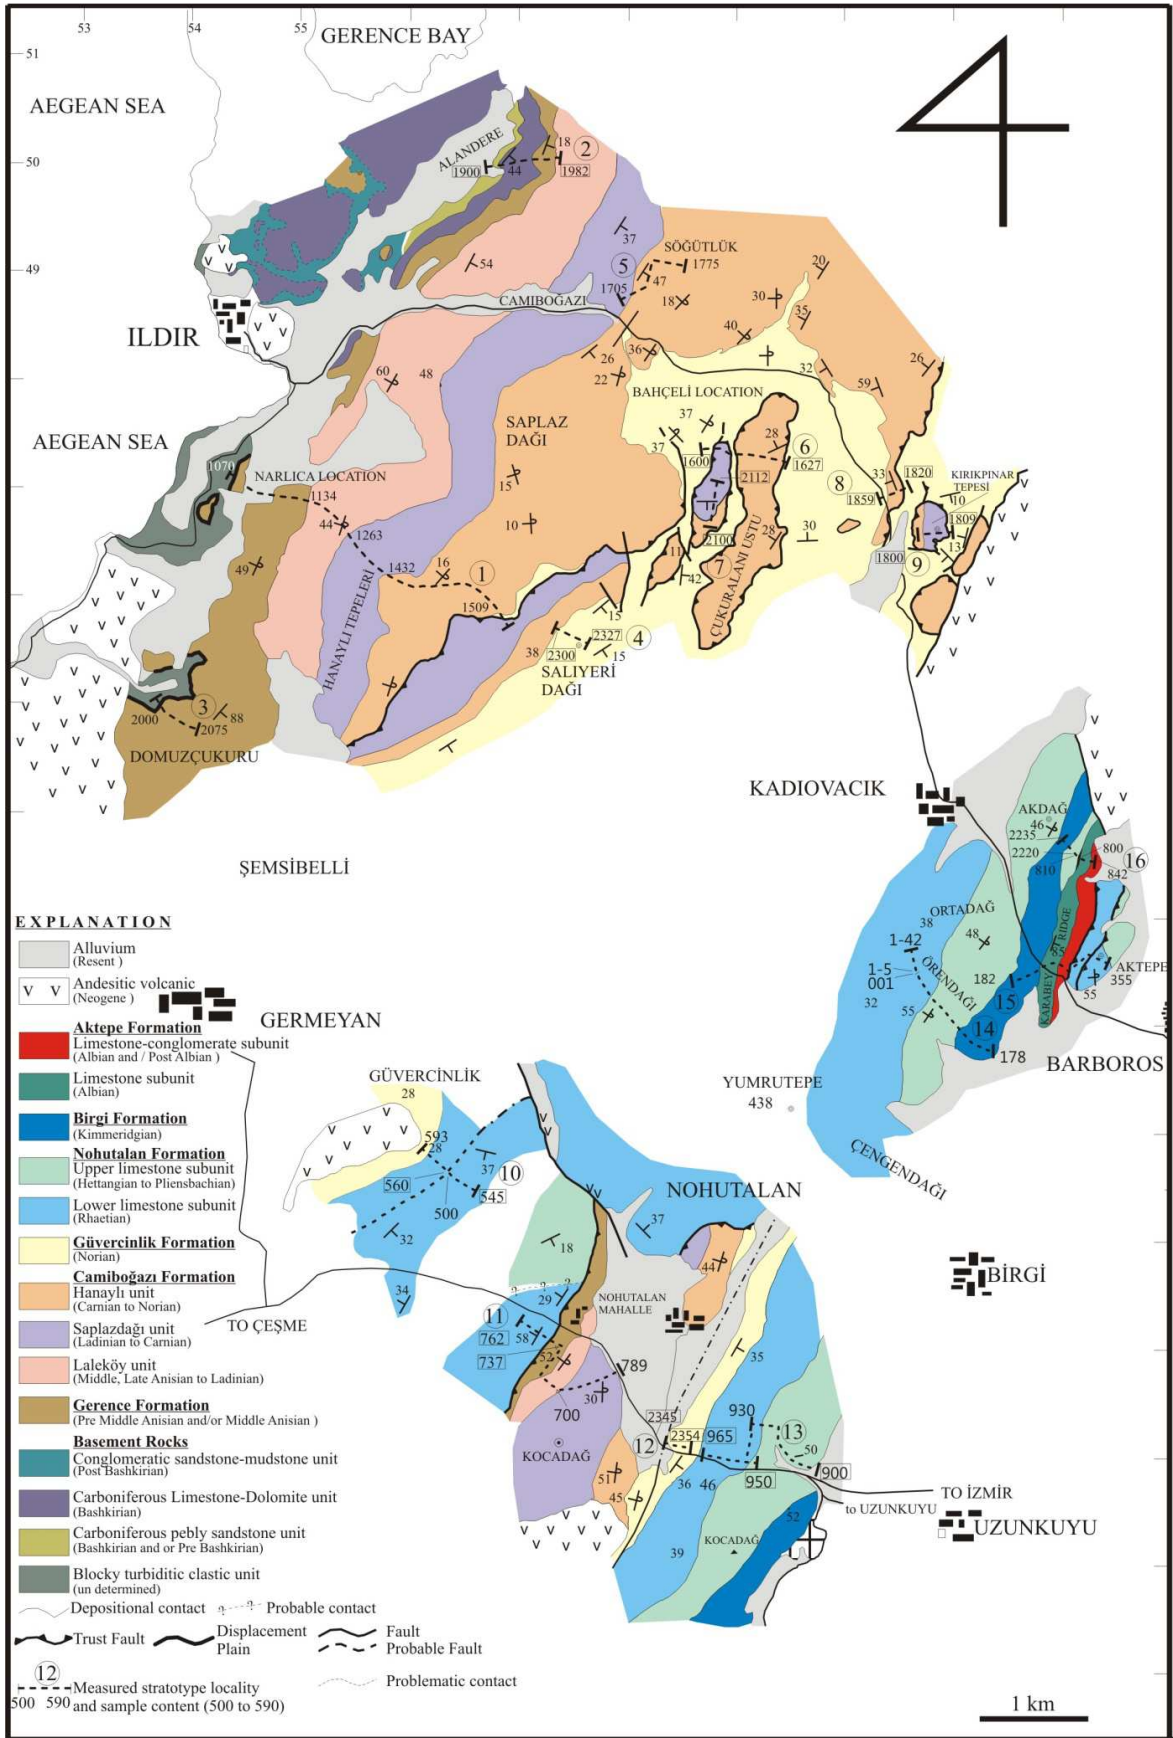 53
54
55
GERENCE BAY
51
AEGEAN SEA
ALANDERE
18
2
50
1900
44
1982
37
SÖĞÜTLÜK
20
49
54
5
1775
47
1705
18
30
CAMIBOĞAZI
35
ILDIR
40
36
26
26
32
60
48
22
59
BAHÇELİ LOCATION
AEGEAN SEA
SAPLAZ
DAĞI
37
37
28
6
1600
1627
1070
NARLICA LOCATION
15
2112
8
33
1820
KIRIKPINAR
TEPESİ
1134
1859
10
44
10
1809
1263
30
28
2100
13
49
1432
16
1
11
1800
9
7
42
ÇUKURALANI USTU
1509
HANAYLI TEPELERİ
15
2327
4
38
2300
15
SALIYERİ
DAĞI
3
2000
88
2075
DOMUZÇUKURU
KADIOVACIK
AKDAĞ
46
2235
2220
800
16
810
842
ŞEMSİBELLİ
ORTADAĞ
38
48
RIDGE
1-42
AKTEPE
182
355
1-5
001
ÖRENDAĞI
32
15
55
55
KARABEY
14
178
BARBOROS
YUMRUTEPE
438
ÇENGENDAĞI
EXPLANATION
Alluvium
(Resent )
V V
Andesitic volcanic
(Neogene )
Aktepe Formation
Limestone-conglomerate subunit
(Albian and / Post Albian )
Limestone subunit
(Albian)
Birgi Formation
(Kimmeridgian)
Nohutalan Formation
Upper limestone subunit
(Hettangian to Pliensbachian)
Lower limestone subunit
(Rhaetian)
Güvercinlik Formation
(Norian)
Camiboğazı Formation
Hanaylı unit
(Carnian to Norian)
Saplazdağı unit
(Ladinian to Carnian)
Laleköy unit
(Middle, Late Anisian to Ladinian)
Gerence Formation
(Pre Middle Anisian and/or Middle Anisian )
Basement Rocks
Conglomeratic sandstone-mudstone unit
(Post Bashkirian)
Carboniferous Limestone-Dolomite unit
(Bashkirian)
Carboniferous pebly sandstone unit
(Bashkirian and or Pre Bashkirian)
Blocky turbiditic clastic unit
(un determined)
Depositional contact
? ?
Probable contact
Trust Fault
Displacement
Plain
Fault
Probable Fault
12
Measured stratotype locality
500 590
and sample content (500 to 590)
Problematic contact
GERMEYAN
GÜVERCİNLİK
28
593
28
37
10
560
545
500
32
34
TO ÇEŞME
NOHUTALAN
37
18
44
? ? ?
29
NOHUTALAN
MAHALLE
11
762
58
737
52
35
789
30
700
2345
930
KOCADAĞ
12
2354
965
13
50
51
36
46
950
900
45
TO İZMİR
to UZUNKUYU
UZUNKUYU
BİRGİ
52
39
KOCADAĞ
1 km